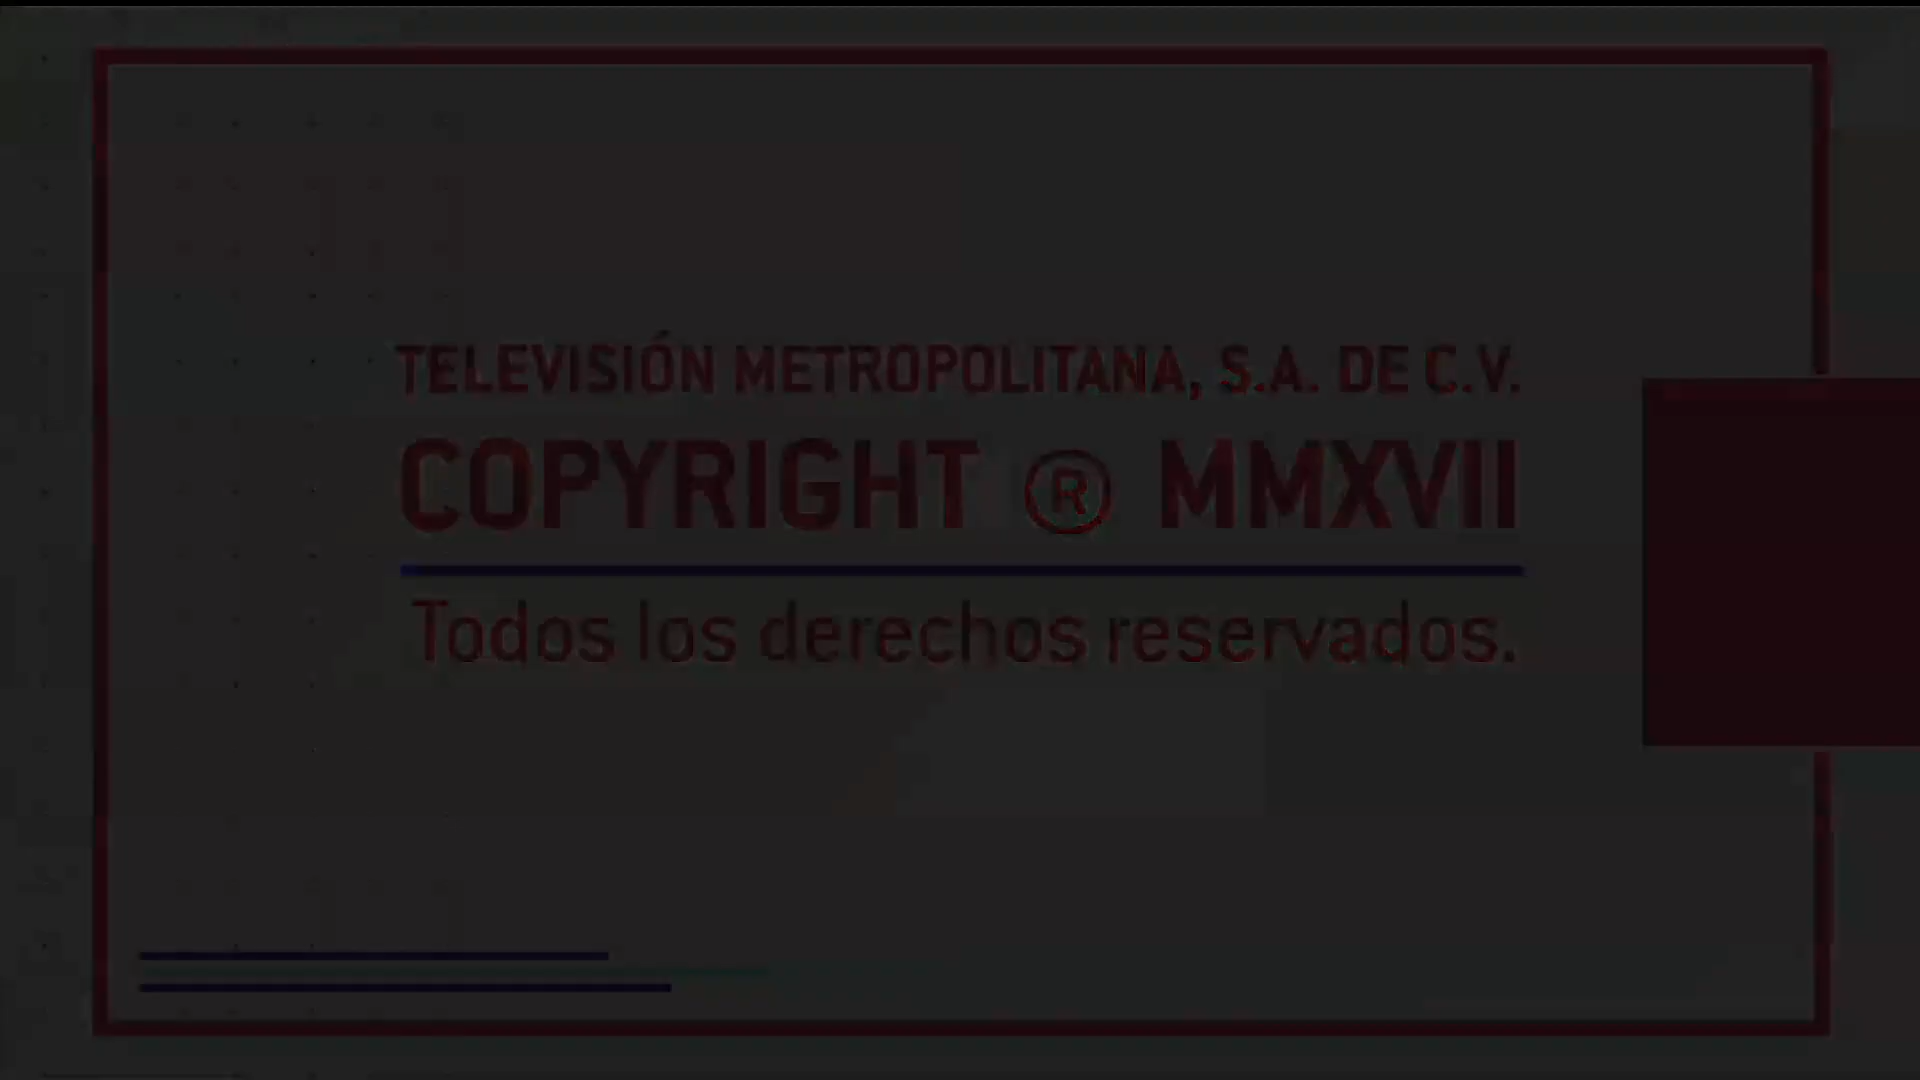 TELEVISIÓN METROPOLITANA, S.A. DE C.V.
COPYRIGHT ® MMXVII
Todos los derechos reservados.